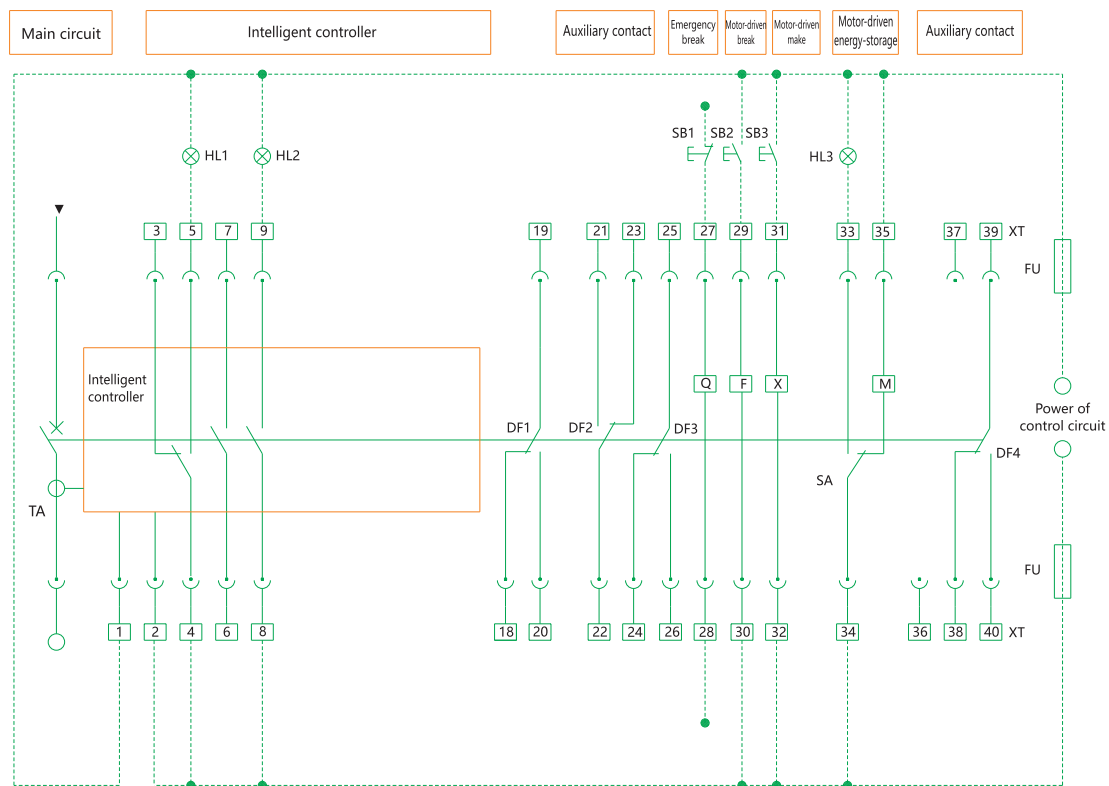 Main circuit
Intelligent controller
Auxiliary contact
Emergency
break
Motor-driven
break
Motor-driven
make
Motor-driven
energy-storage
Auxiliary contact
SB1
SB2
SB3
HL1
HL2
HL3
3
5
7
9
19
21
23
25
27
29
31
33
35
37
39
XT
FU
Intelligent
controller
Q
F
X
M
Power of
control circuit
DF1
DF2
DF3
DF4
SA
TA
FU
1
2
4
6
8
18
20
22
24
26
28
30
32
34
36
38
40
XT